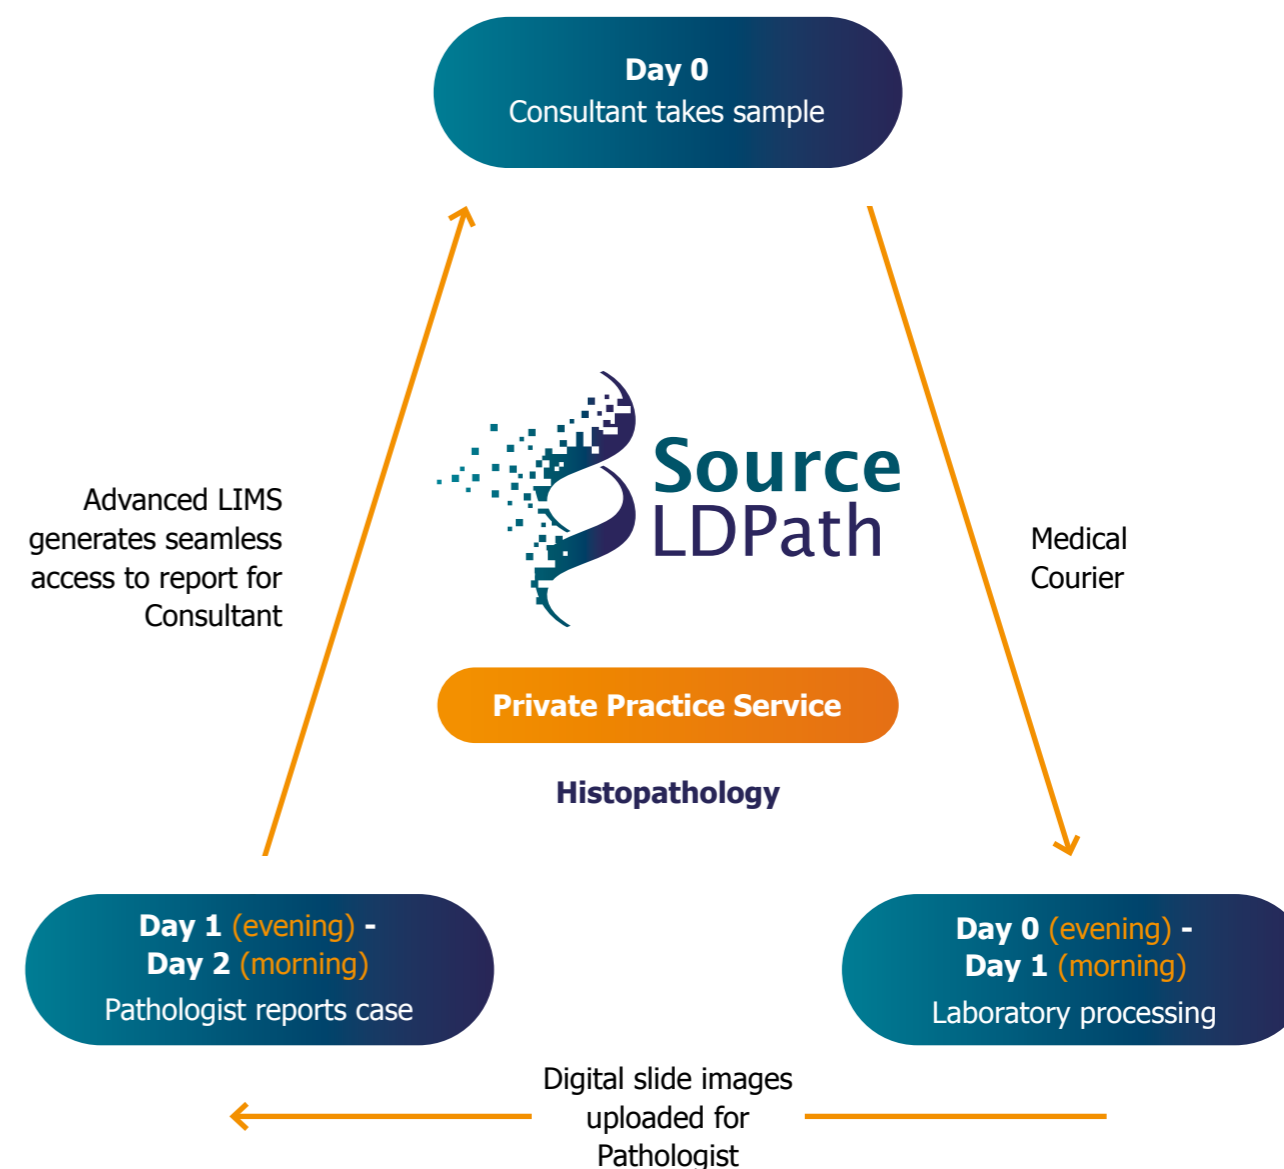 Day 0
Consultant takes sample
Source
LDPath
Advanced LIMS
generates seamless
access to report for
Consultant
Medical
Courier
Private Practice Service
Histopathology
Day 1 (evening) -
Day 2 (morning)
Pathologist reports case
Day 0 (evening) -
Day 1 (morning)
Laboratory processing
Digital slide images
uploaded for
Pathologist